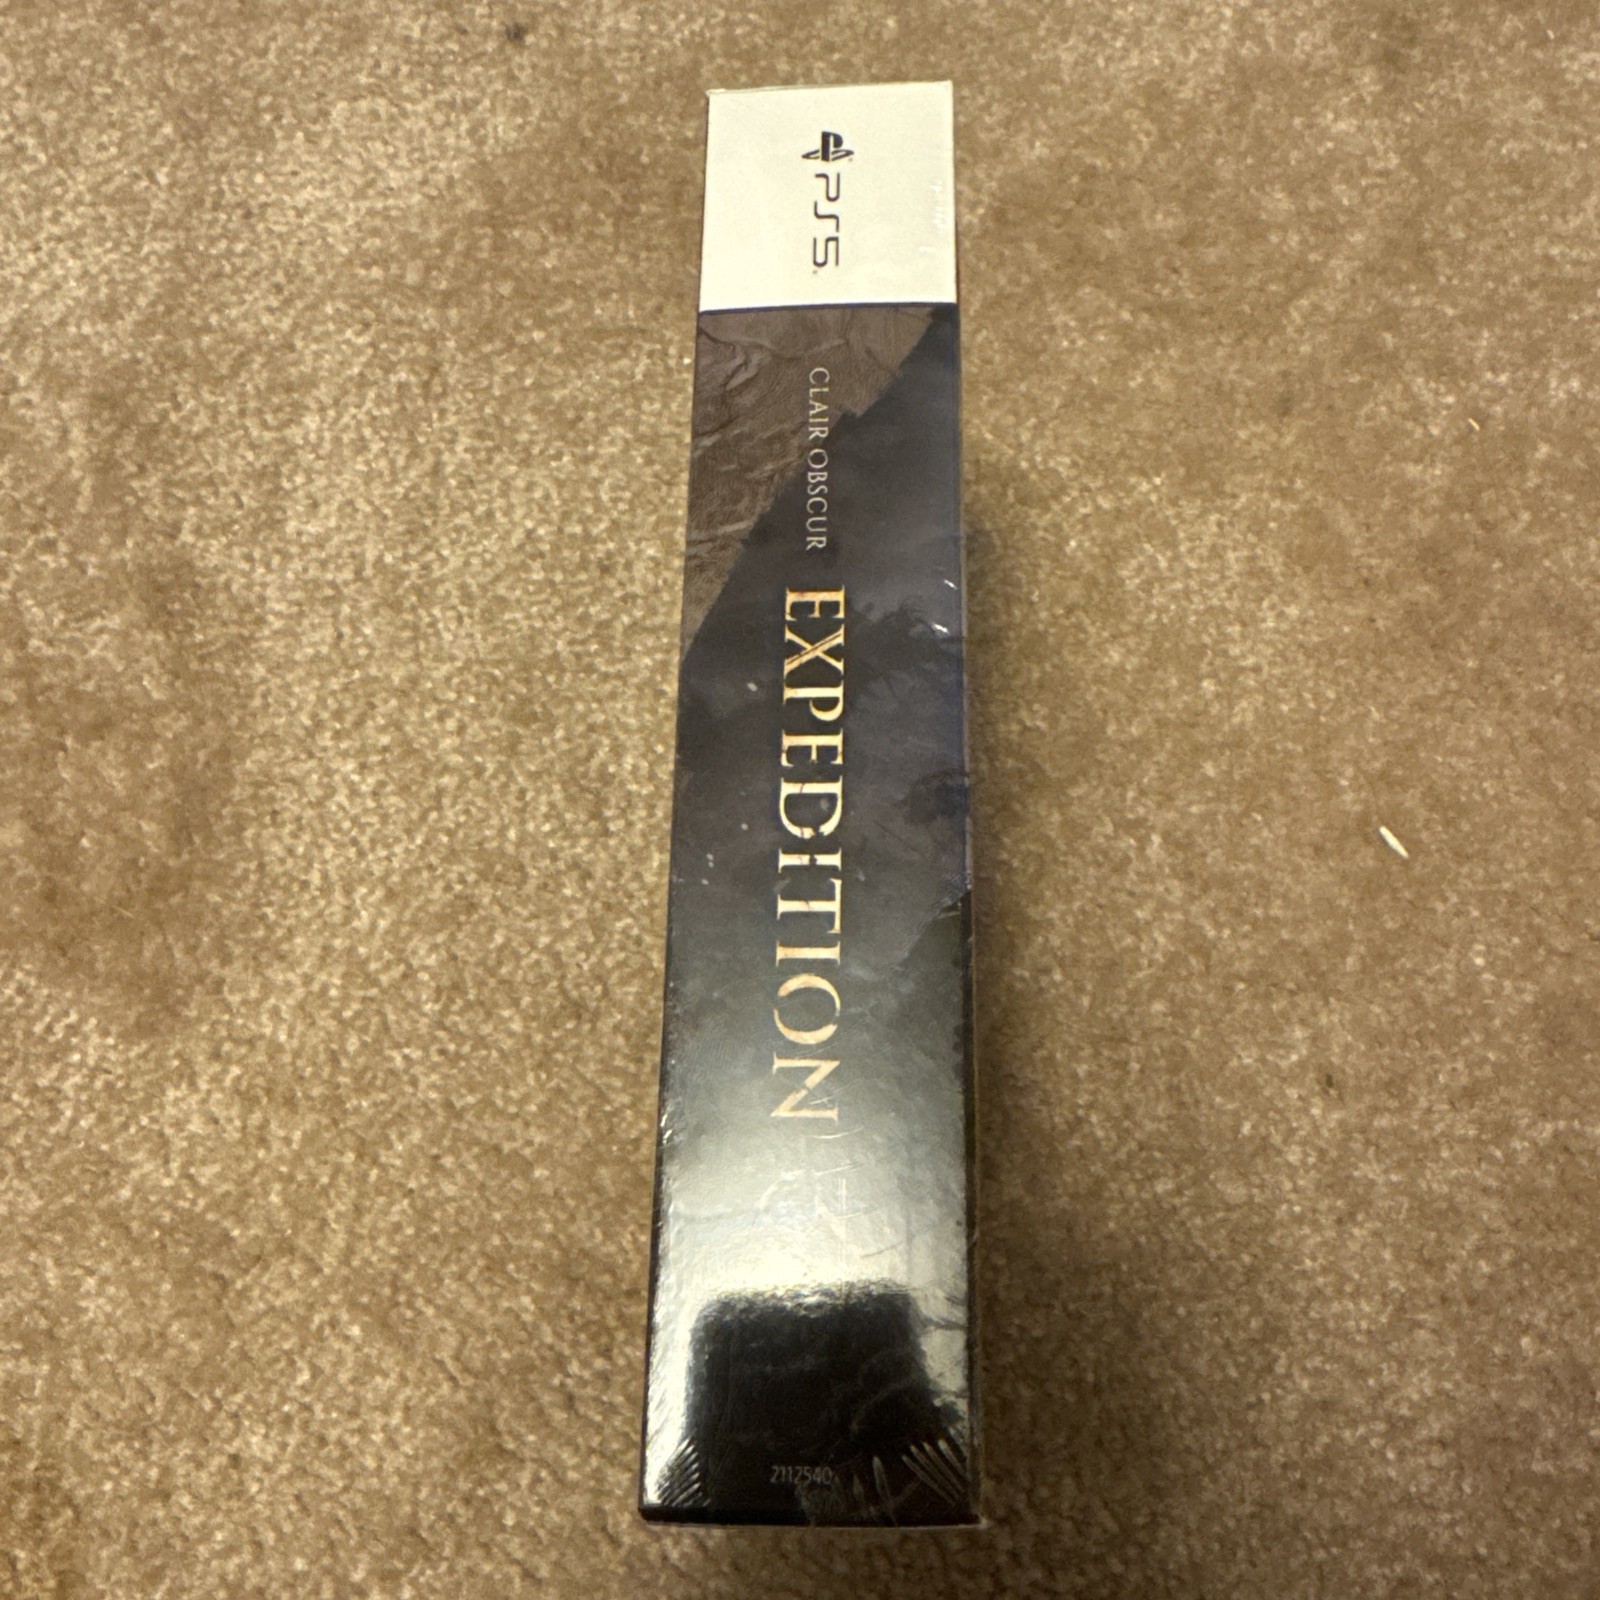 PS5
CLAIR OBSCUR
EXPEDITION
2112540